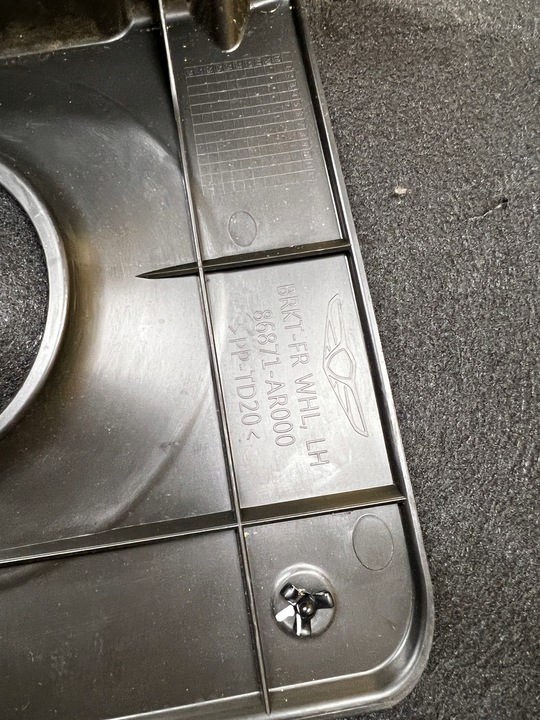 BRKT-FR WHL, LH
86871-AR000
>PP-TD20<